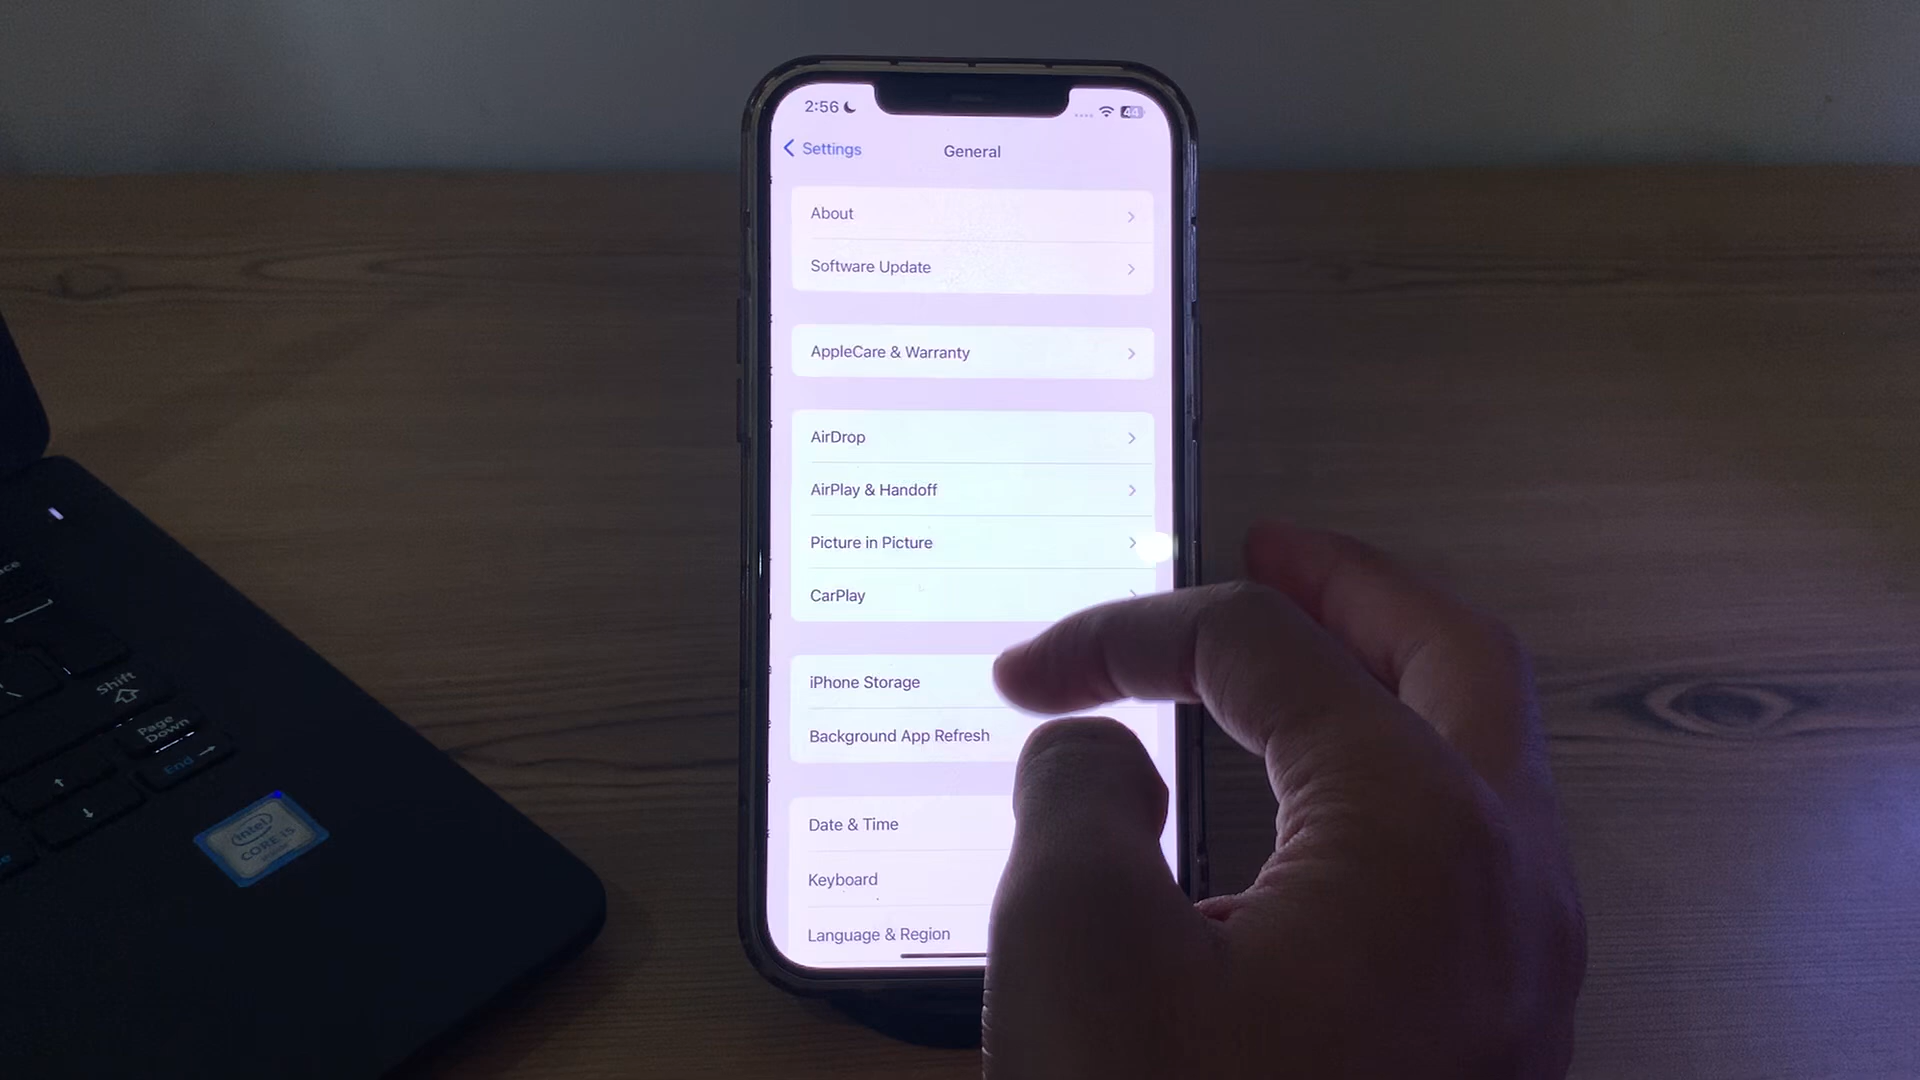 2:56
44
Settings
General
About
Software Update
AppleCare & Warranty
AirDrop
AirPlay & Handoff
Picture in Picture
CarPlay
iPhone Storage
Background App Refresh
Date & Time
Keyboard
Language & Region
Shift
Page
Down
End
intel
CORE i5